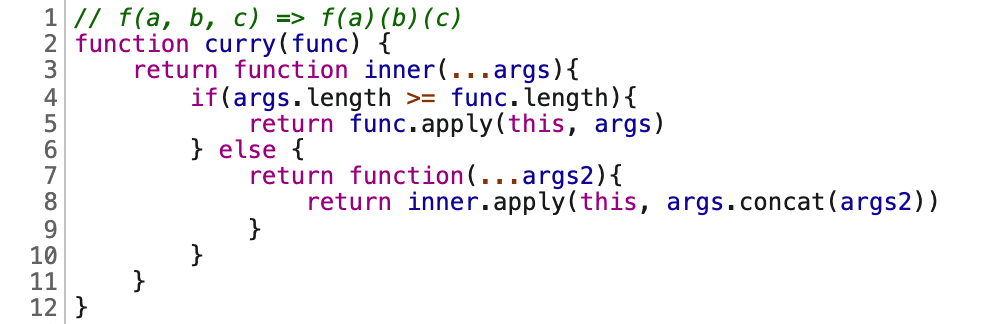 1 // f(a, b, c) => f(a)(b)(c)
2 function curry(func) {
3     return function inner(...args){
4         if(args.length >= func.length){
5             return func.apply(this, args)
6         } else {
7             return function(...args2){
8                 return inner.apply(this, args.concat(args2))
9             }
10         }
11     }
12 }